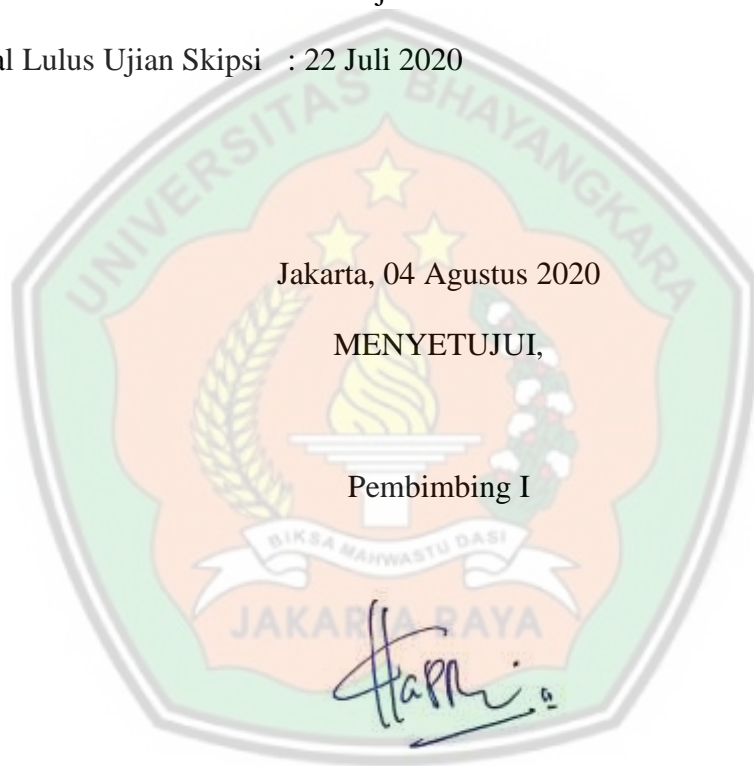 al Lulus Ujian Skipsi : 22 Juli 2020
UNIVERSITAS BHAYANGKARA
Jakarta, 04 Agustus 2020
MENYETUJUI,
Pembimbing I
BIKSA MAHWASTU DASI
JAKARTA RAYA